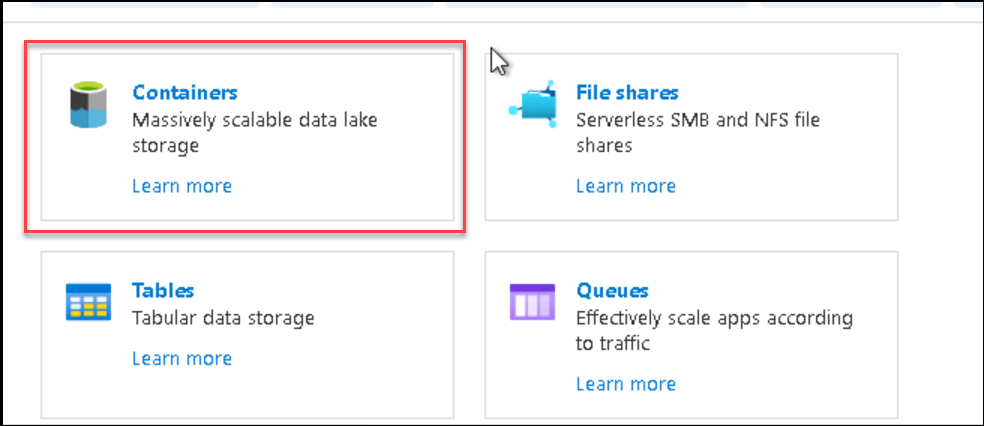 Containers
Massively scalable data lake
storage
Learn more
File shares
Serverless SMB and NFS file
shares
Learn more
Tables
Tabular data storage
Learn more
Queues
Effectively scale apps according
to traffic
Learn more